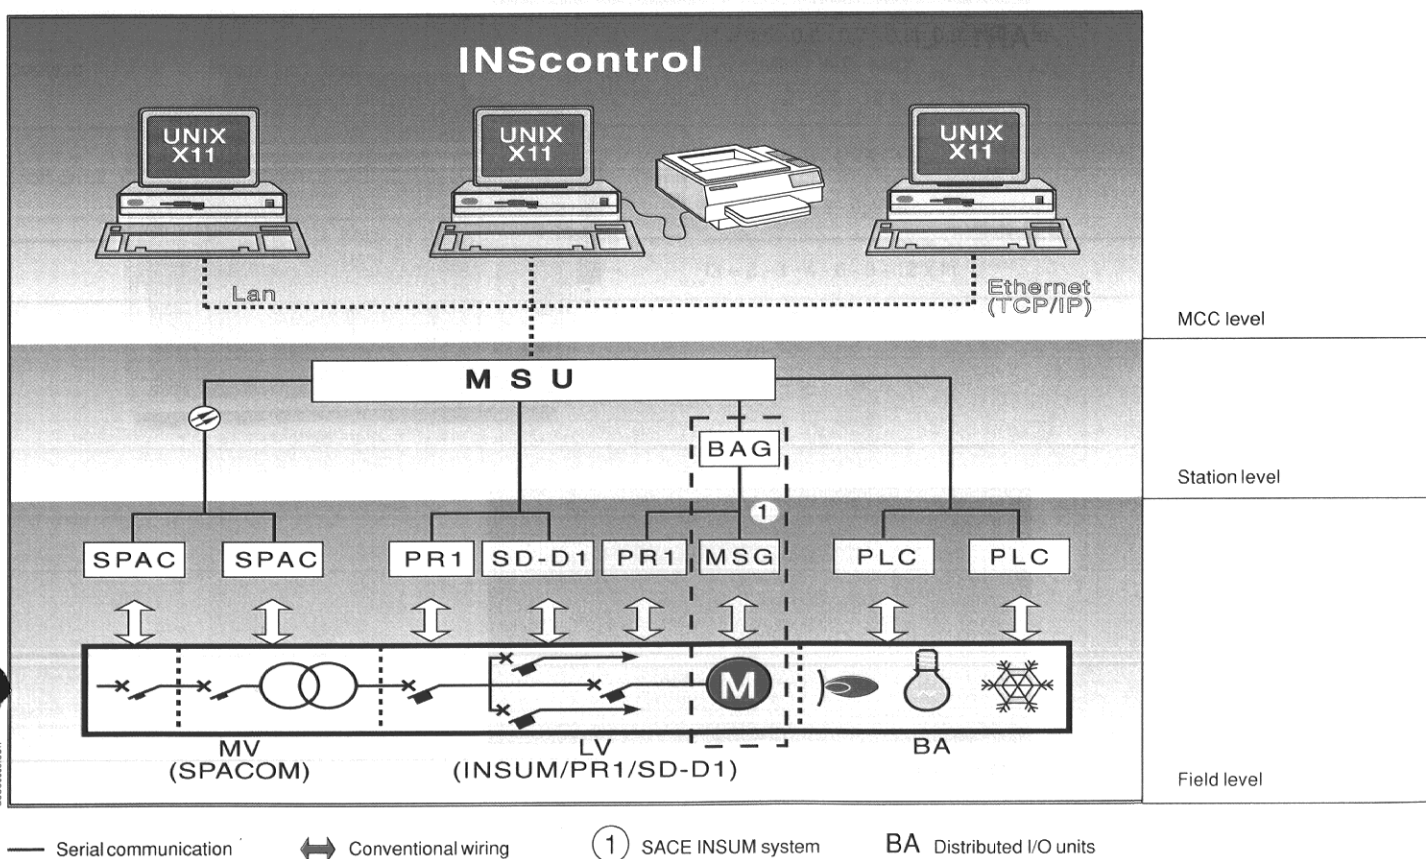 INScontrol
UNIX
X11
UNIX
X11
UNIX
X11
Lan
Ethernet
(TCP/IP)
MCC level
M S U
BAG
Station level
1
SPAC
SPAC
PR1
SD-D1
PR1
MSG
PLC
PLC
M
MV
(SPACOM)
LV
(INSUM/PR1/SD-D1)
BA
Field level
Serial communication
Conventional wiring
1 SACE INSUM system
BA Distributed I/O units